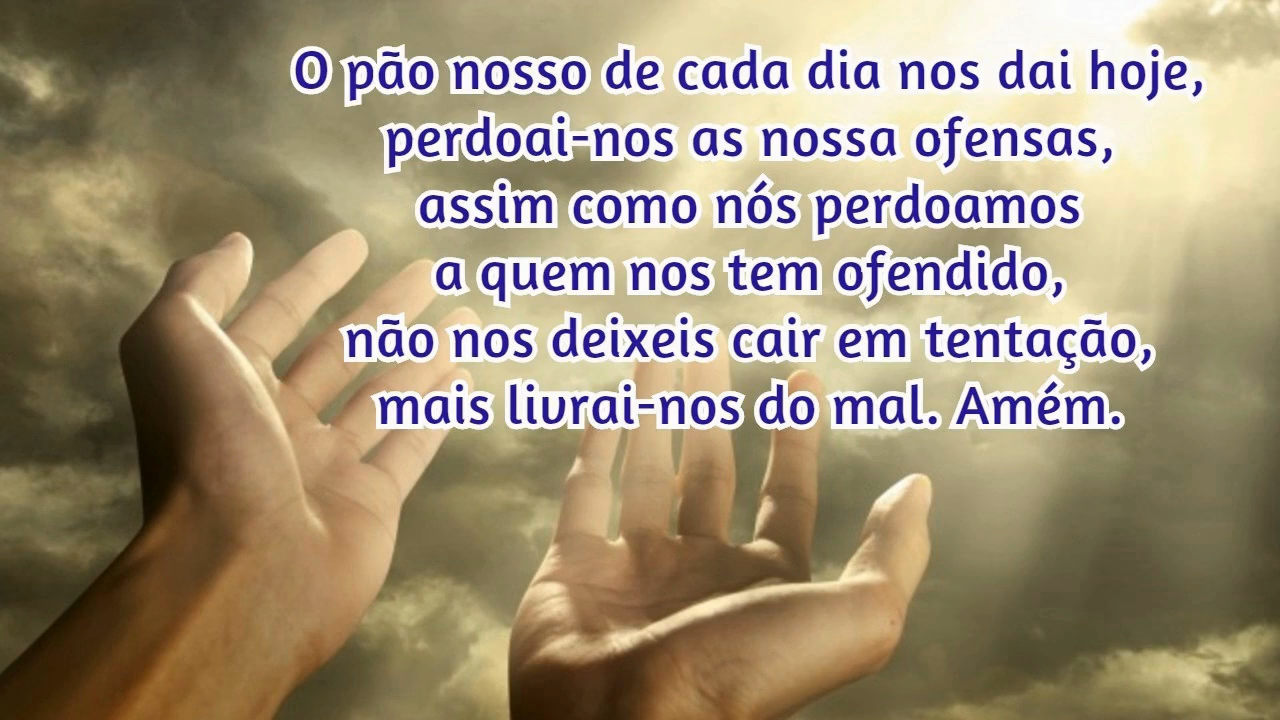 O pão nosso de cada dia nos dai hoje,
perdoai-nos as nossa ofensas,
assim como nós perdoamos
a quem nos tem ofendido,
não nos deixeis cair em tentação,
mais livrai-nos do mal. Amém.